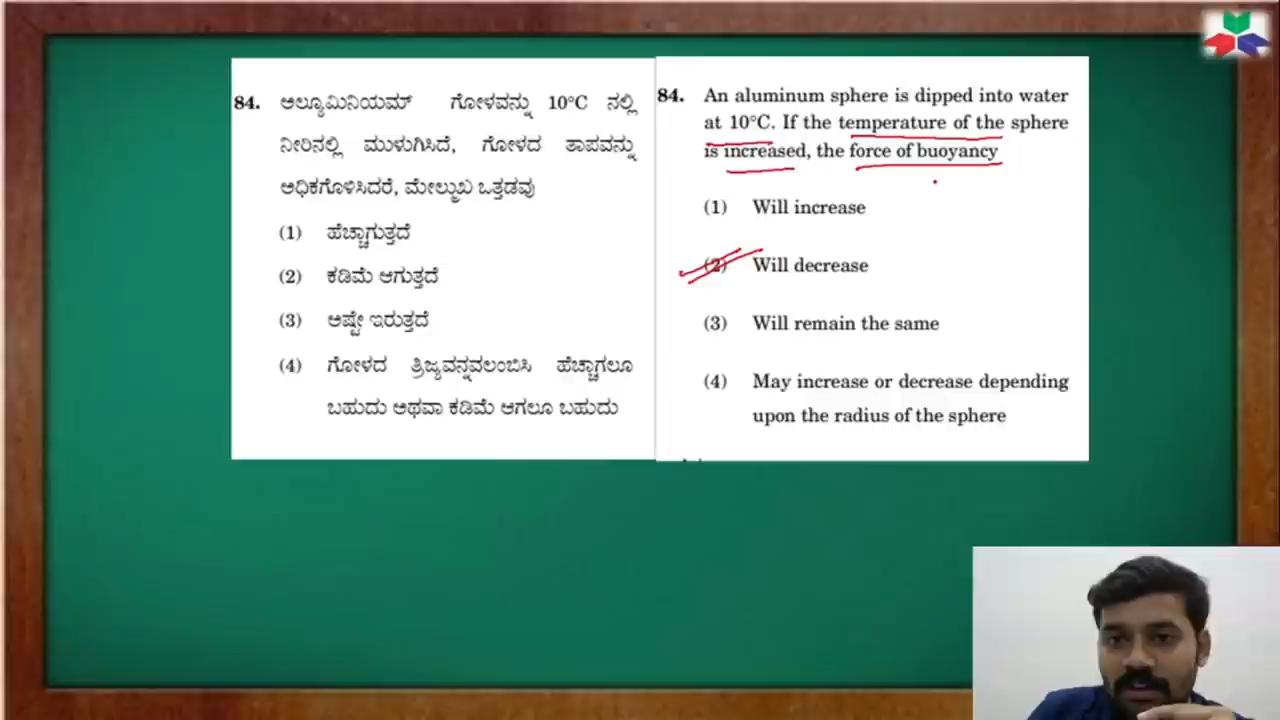 84. ಅಲ್ಯೂಮಿನಿಯಮ್ ಗೋಳವನ್ನು 10°C ನಲ್ಲಿ
ನೀರಿನಲ್ಲಿ ಮುಳುಗಿಸಿದೆ, ಗೋಳದ ತಾಪವನ್ನು
ಅಧಿಕಗೊಳಿಸಿದರೆ, ಮೇಲ್ಮುಖ ಒತ್ತಡವು
(1) ಹೆಚ್ಚಾಗುತ್ತದೆ
(2) ಕಡಿಮೆ ಆಗುತ್ತದೆ
(3) ಅಷ್ಟೇ ಇರುತ್ತದೆ
(4) ಗೋಳದ ತ್ರಿಜ್ಯವನ್ನವಲಂಬಿಸಿ ಹೆಚ್ಚಾಗಲೂ
ಬಹುದು ಅಥವಾ ಕಡಿಮೆ ಆಗಲೂ ಬಹುದು
84. An aluminum sphere is dipped into water
at 10°C. If the temperature of the sphere
is increased, the force of buoyancy
(1) Will increase
(2) Will decrease
(3) Will remain the same
(4) May increase or decrease depending
upon the radius of the sphere